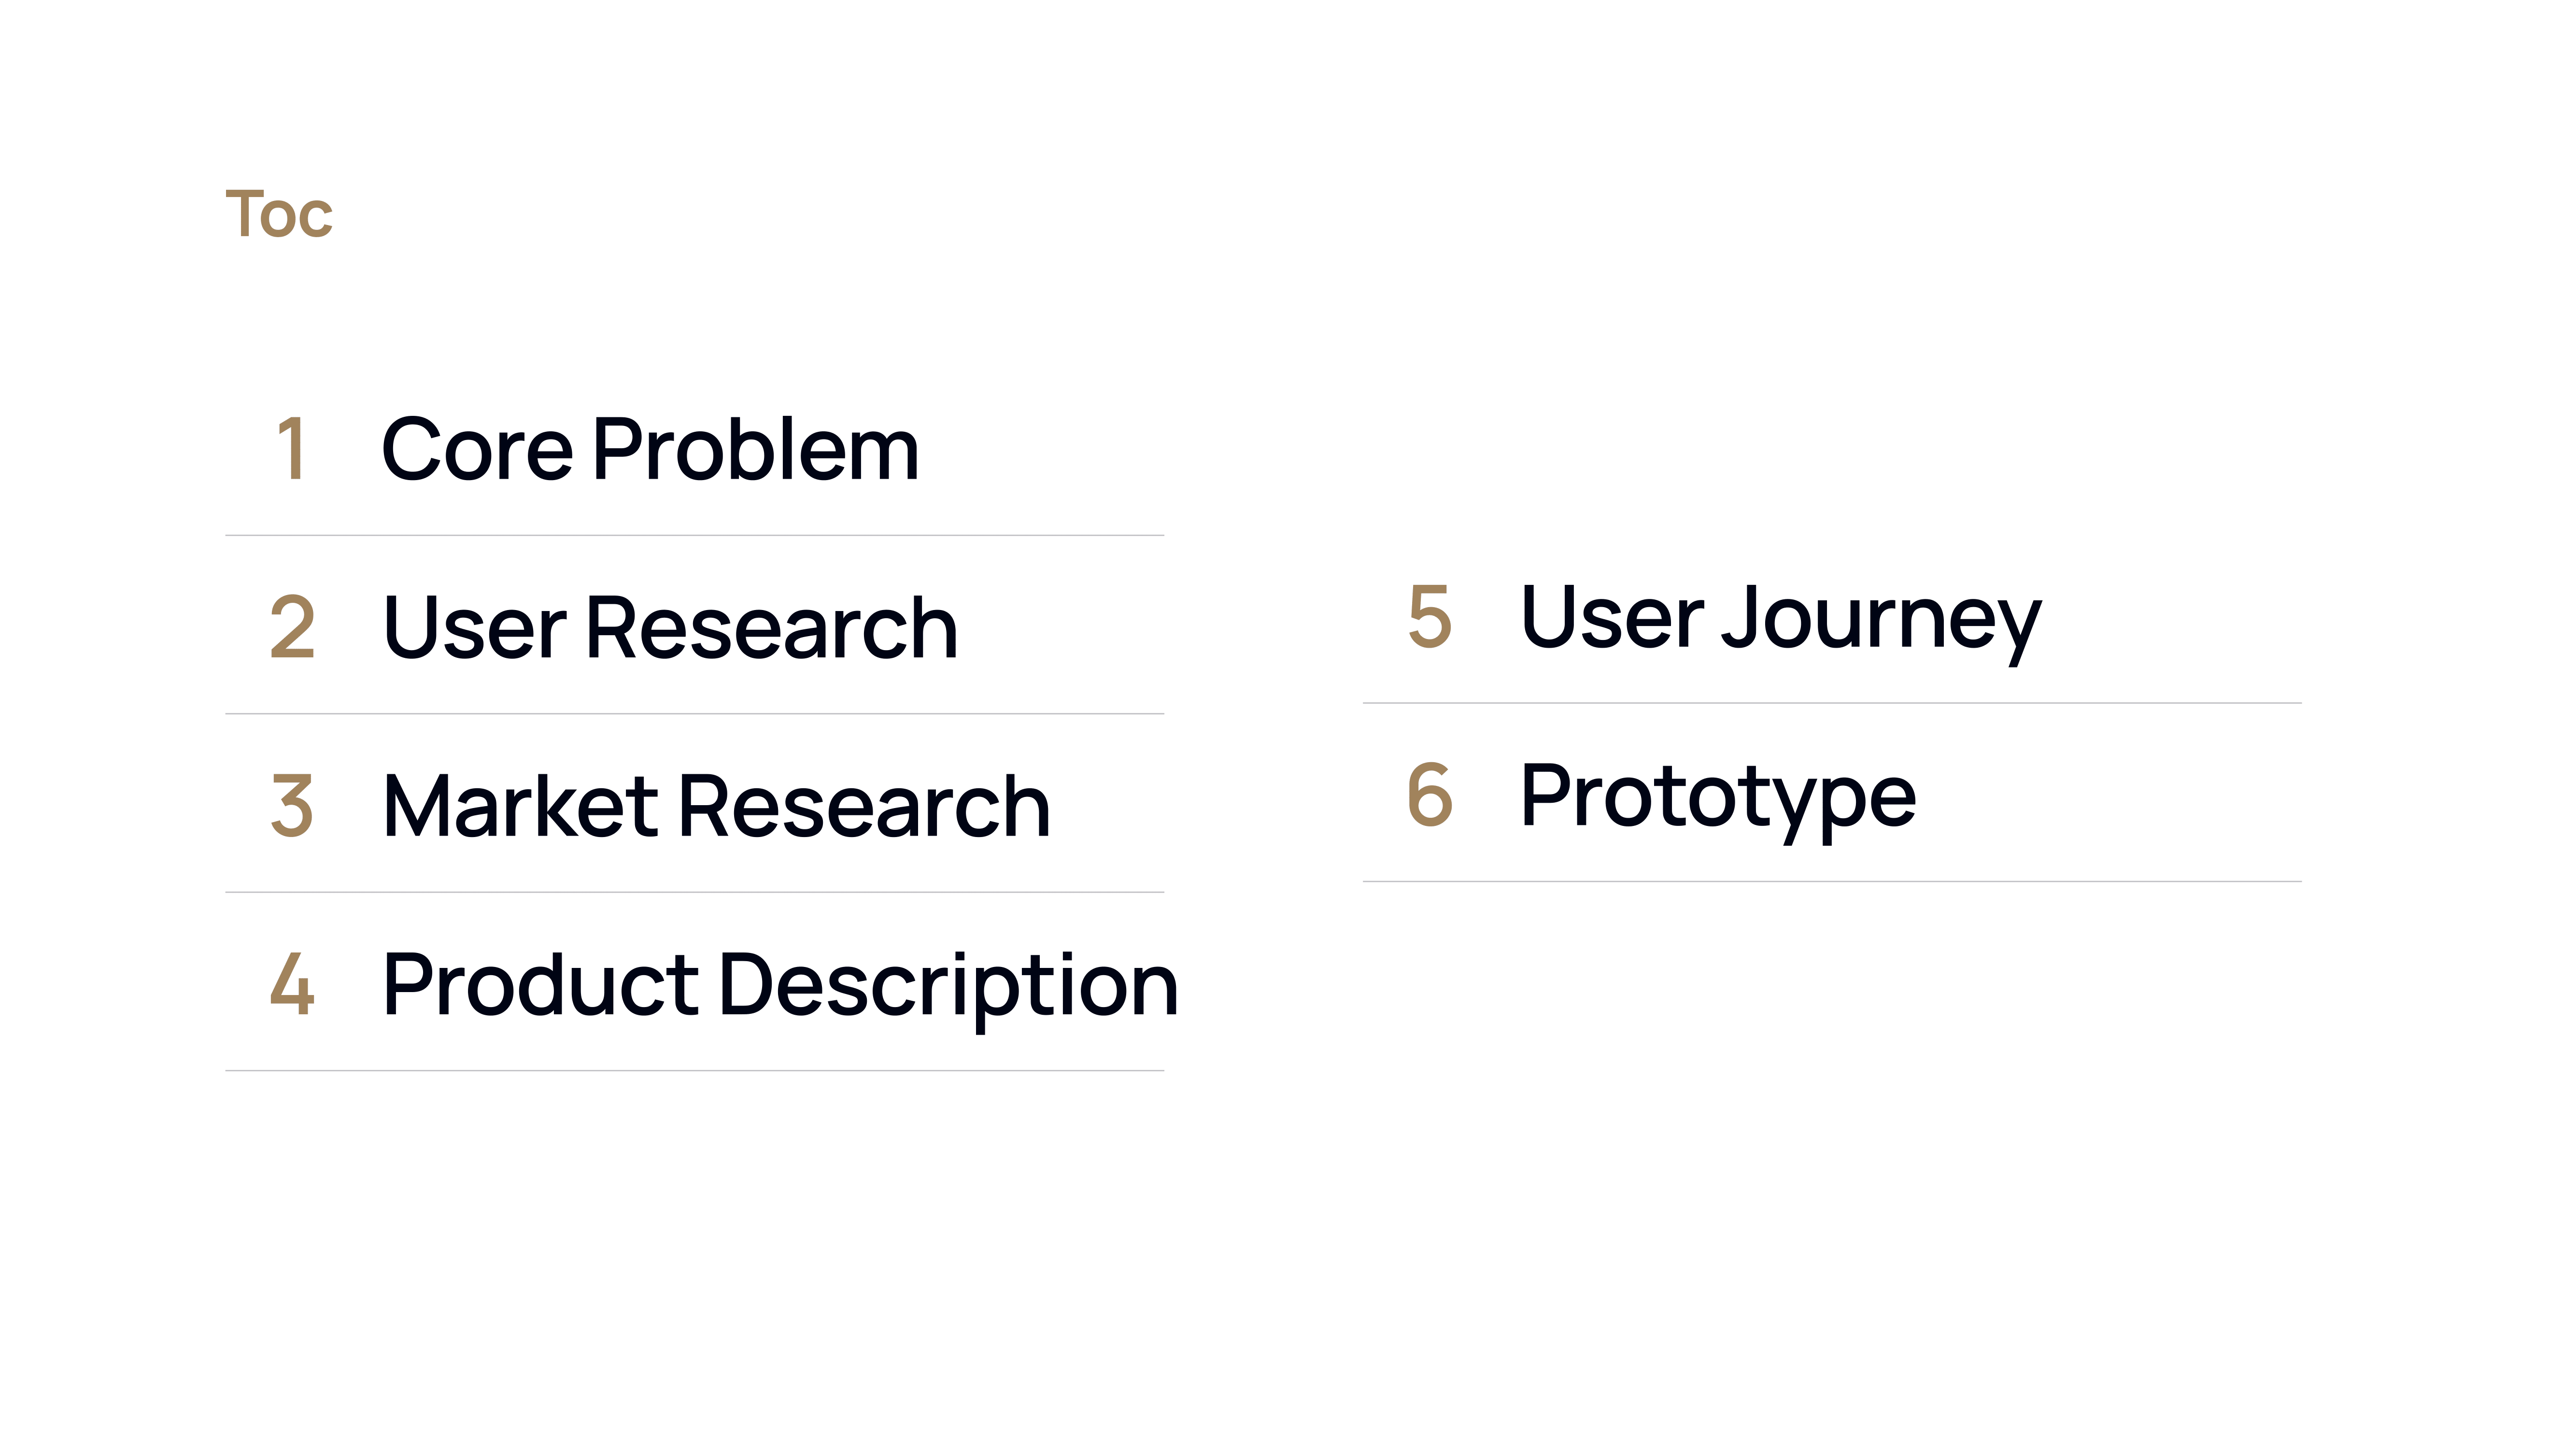 Toc
1 Core Problem
2 User Research
3 Market Research
4 Product Description
5 User Journey
6 Prototype